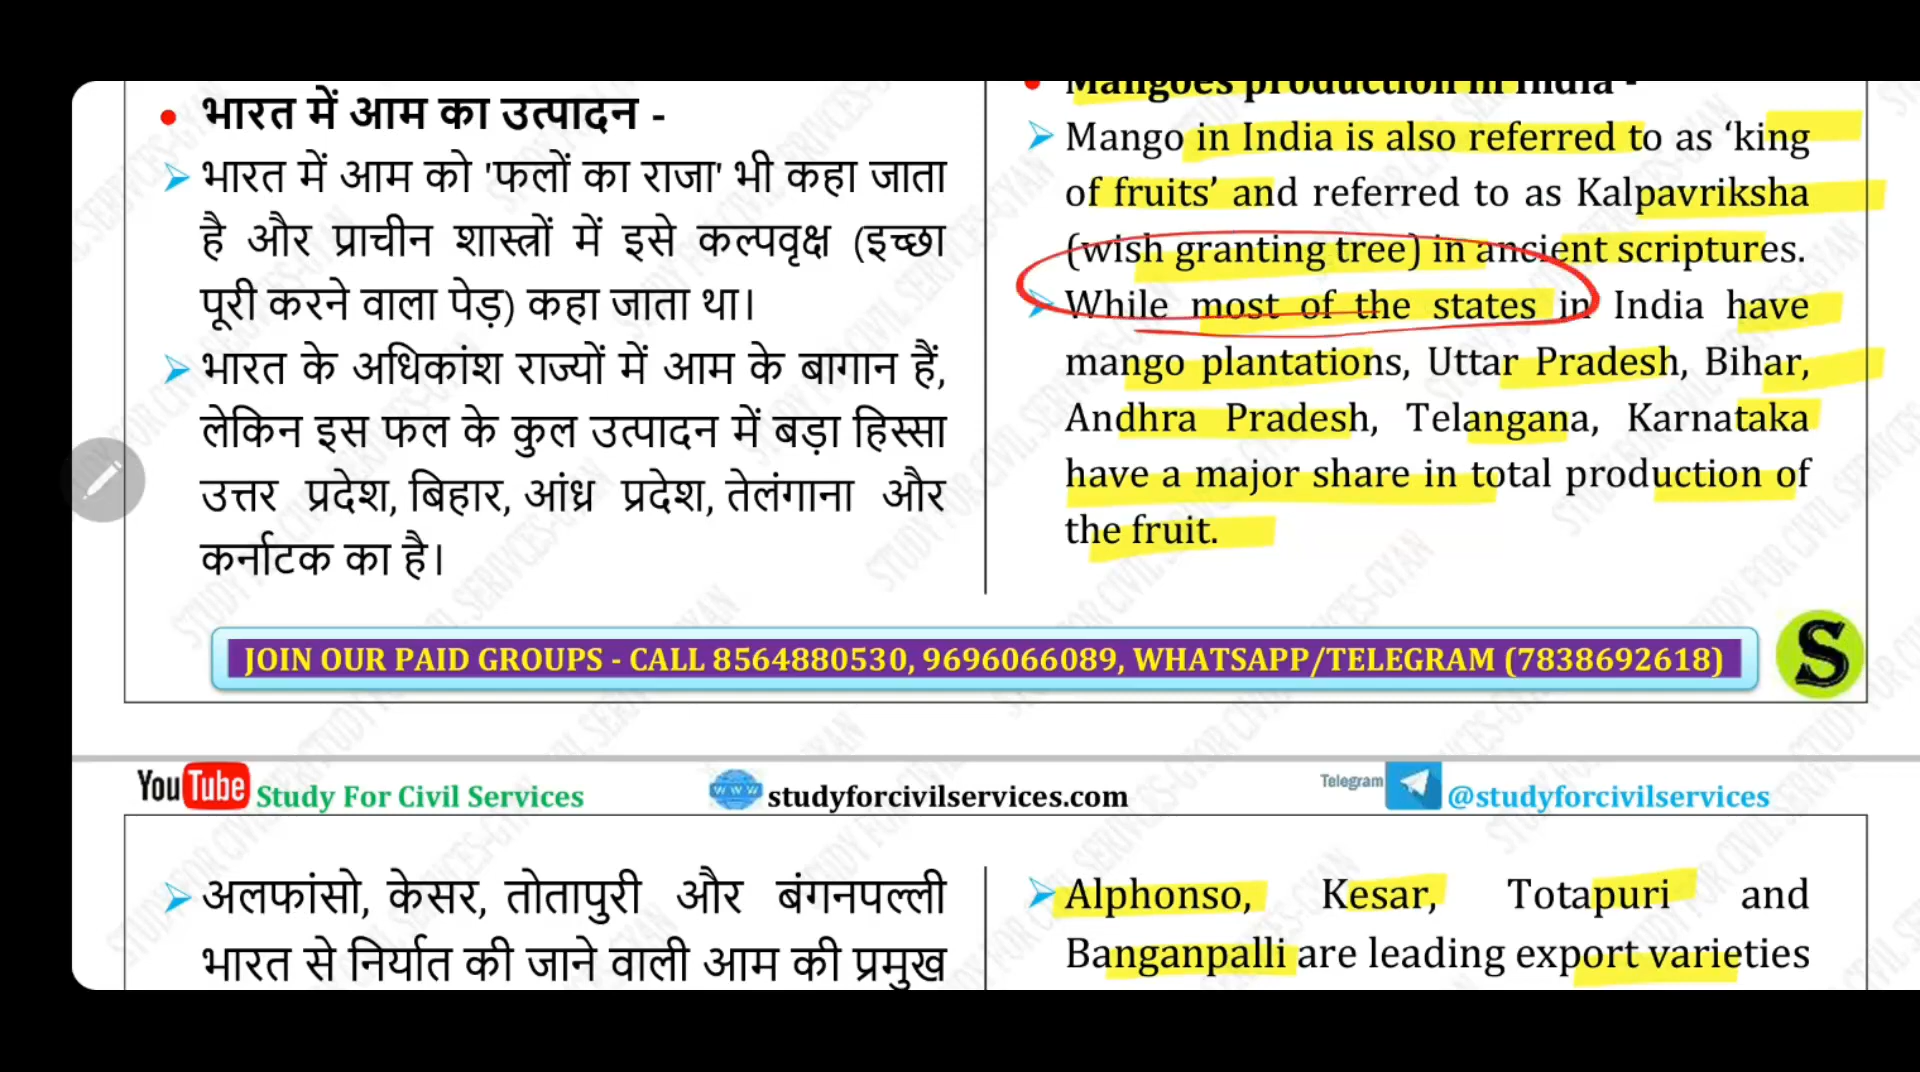 भारत में आम का उत्पादन -
भारत में आम को 'फलों का राजा' भी कहा जाता
है और प्राचीन शास्त्रों में इसे कल्पवृक्ष (इच्छा
पूरी करने वाला पेड़) कहा जाता था।
भारत के अधिकांश राज्यों में आम के बागान हैं,
लेकिन इस फल के कुल उत्पादन में बड़ा हिस्सा
उत्तर प्रदेश, बिहार, आंध्र प्रदेश, तेलंगाना और
कर्नाटक का है।
Mangoes production in India -
Mango in India is also referred to as ‘king
of fruits’ and referred to as Kalpavriksha
(wish granting tree) in ancient scriptures.
While most of the states in India have
mango plantations, Uttar Pradesh, Bihar,
Andhra Pradesh, Telangana, Karnataka
have a major share in total production of
the fruit.
JOIN OUR PAID GROUPS - CALL 8564880530, 9696066089, WHATSAPP/TELEGRAM (7838692618)
S
YouTube Study For Civil Services
www studyforcivilservices.com
Telegram @studyforcivilservices
अलफांसो, केसर, तोतापुरी और बंगनपल्ली
भारत से निर्यात की जाने वाली आम की प्रमुख
Alphonso, Kesar, Totapuri and
Banganpalli are leading export varieties